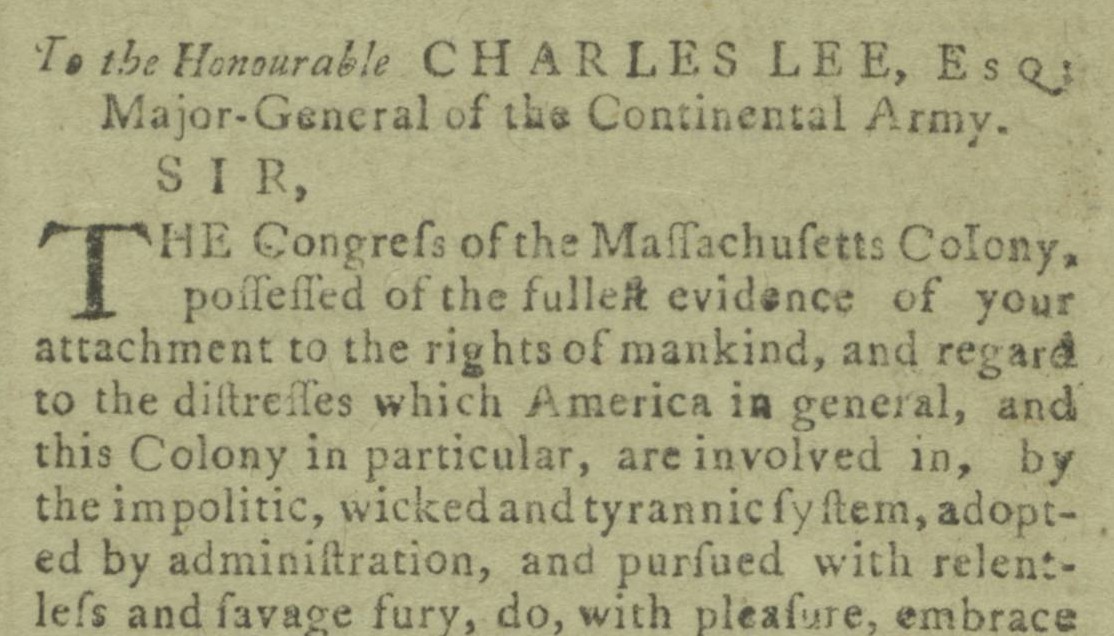 To the Honourable CHARLES LEE, Esq;
Major-General of the Continental Army.
SIR,
THE Congreſs of the Maſſachuſetts Colony,
poſſeſſed of the fulleſt evidence of your
attachment to the rights of mankind, and regard
to the diſtreſſes which America in general, and
this Colony in particular, are involved in, by
the impolitic, wicked and tyrannic ſyſtem, adopt-
ed by adminiſtration, and purſued with relent-
leſs and ſavage fury, do, with pleaſure, embrace